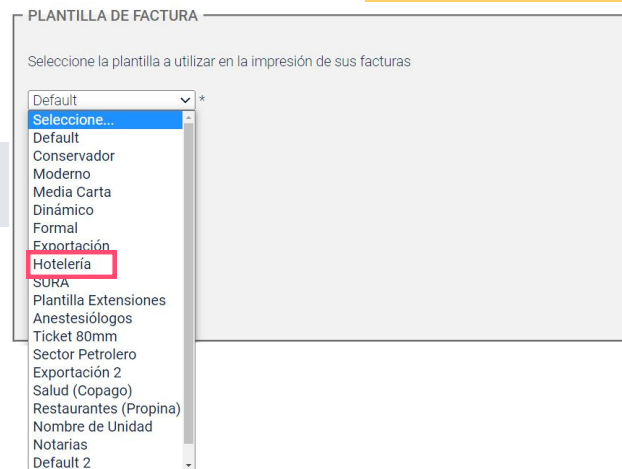 PLANTILLA DE FACTURA
Seleccione la plantilla a utilizar en la impresión de sus facturas
Default *
Seleccione...
Default
Conservador
Moderno
Media Carta
Dinámico
Formal
Exportación
Hotelería
SURA
Plantilla Extensiones
Anestesiólogos
Ticket 80mm
Sector Petrolero
Exportación 2
Salud (Copago)
Restaurantes (Propina)
Nombre de Unidad
Notarias
Default 2